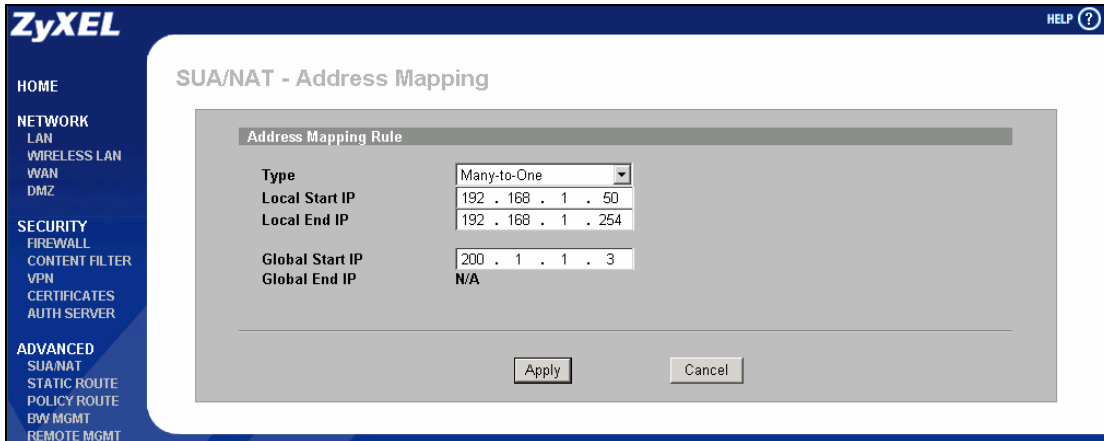 ZyXEL
HELP ?
HOME
NETWORK
LAN
WIRELESS LAN
WAN
DMZ
SECURITY
FIREWALL
CONTENT FILTER
VPN
CERTIFICATES
AUTH SERVER
ADVANCED
SUA/NAT
STATIC ROUTE
POLICY ROUTE
BW MGMT
REMOTE MGMT
SUA/NAT - Address Mapping
Address Mapping Rule
Type Many-to-One
Local Start IP 192 . 168 . 1 . 50
Local End IP 192 . 168 . 1 . 254
Global Start IP 200 . 1 . 1 . 3
Global End IP N/A
Apply Cancel